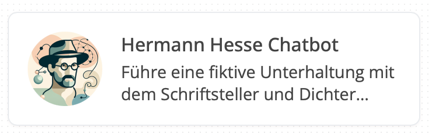 Hermann Hesse Chatbot
Führe eine fiktive Unterhaltung mit
dem Schriftsteller und Dichter...